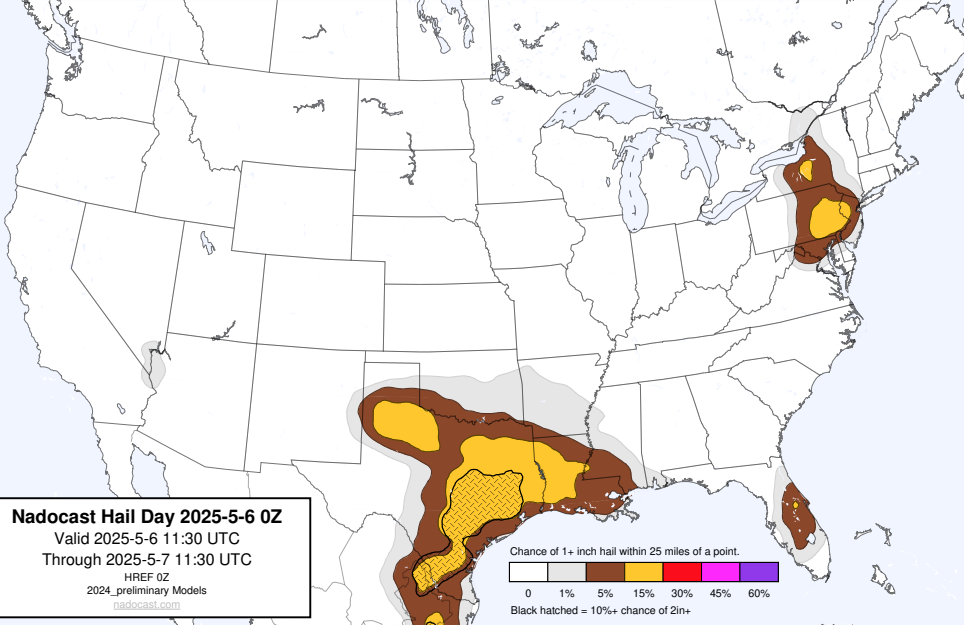 Nadocast Hail Day 2025-5-6 0Z
Valid 2025-5-6 11:30 UTC
Through 2025-5-7 11:30 UTC
HREF 0Z
2024_preliminary Models
nadocast.com
Chance of 1+ inch hail within 25 miles of a point.
0 1% 5% 15% 30% 45% 60%
Black hatched = 10%+ chance of 2in+